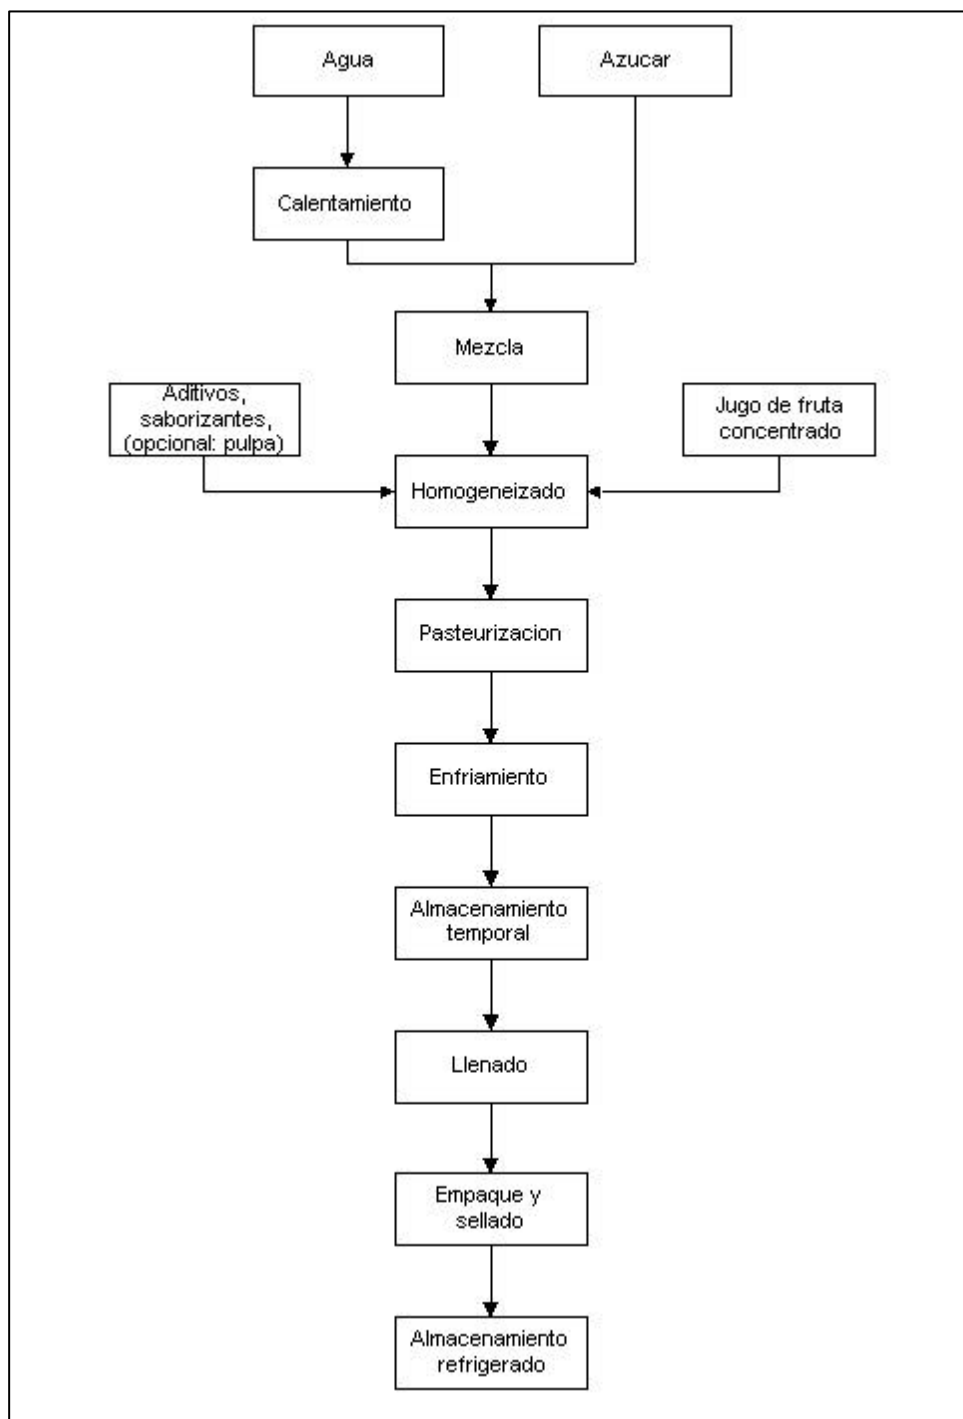 Agua
Azucar
Calentamiento
Mezcla
Aditivos,
saborizantes,
(opcional: pulpa)
Jugo de fruta
concentrado
Homogeneizado
Pasteurizacion
Enfriamiento
Almacenamiento
temporal
Llenado
Empaque y
sellado
Almacenamiento
refrigerado